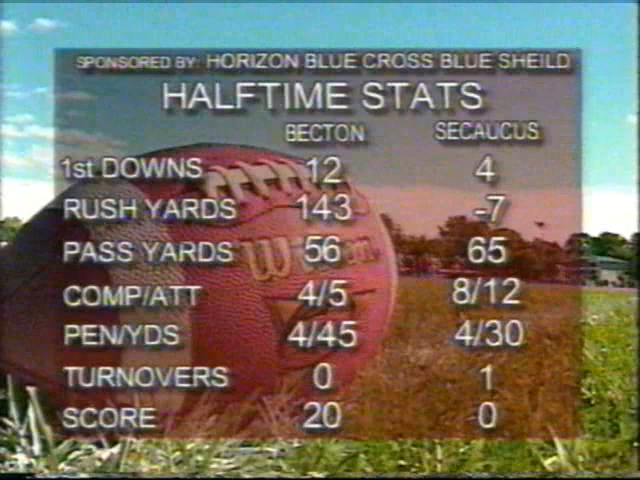 SPONSORED BY: HORIZON BLUE CROSS BLUE SHEILD
HALFTIME STATS
BECTON SECAUCUS
1st DOWNS 12 4
RUSH YARDS 143 -7
PASS YARDS 56 65
COMP/ATT 4/5 8/12
PEN/YDS 4/45 4/30
TURNOVERS 0 1
SCORE 20 0
Wilson